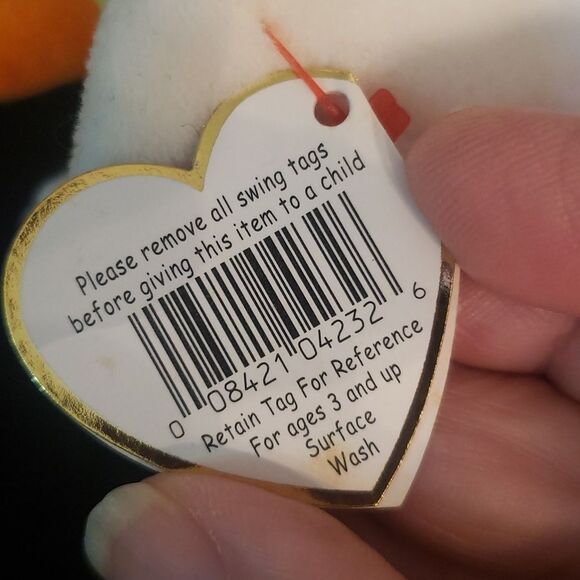 Please remove all swing tags
before giving this item to a child
0 08421 04232 6
Retain Tag For Reference
For ages 3 and up
Surface
Wash